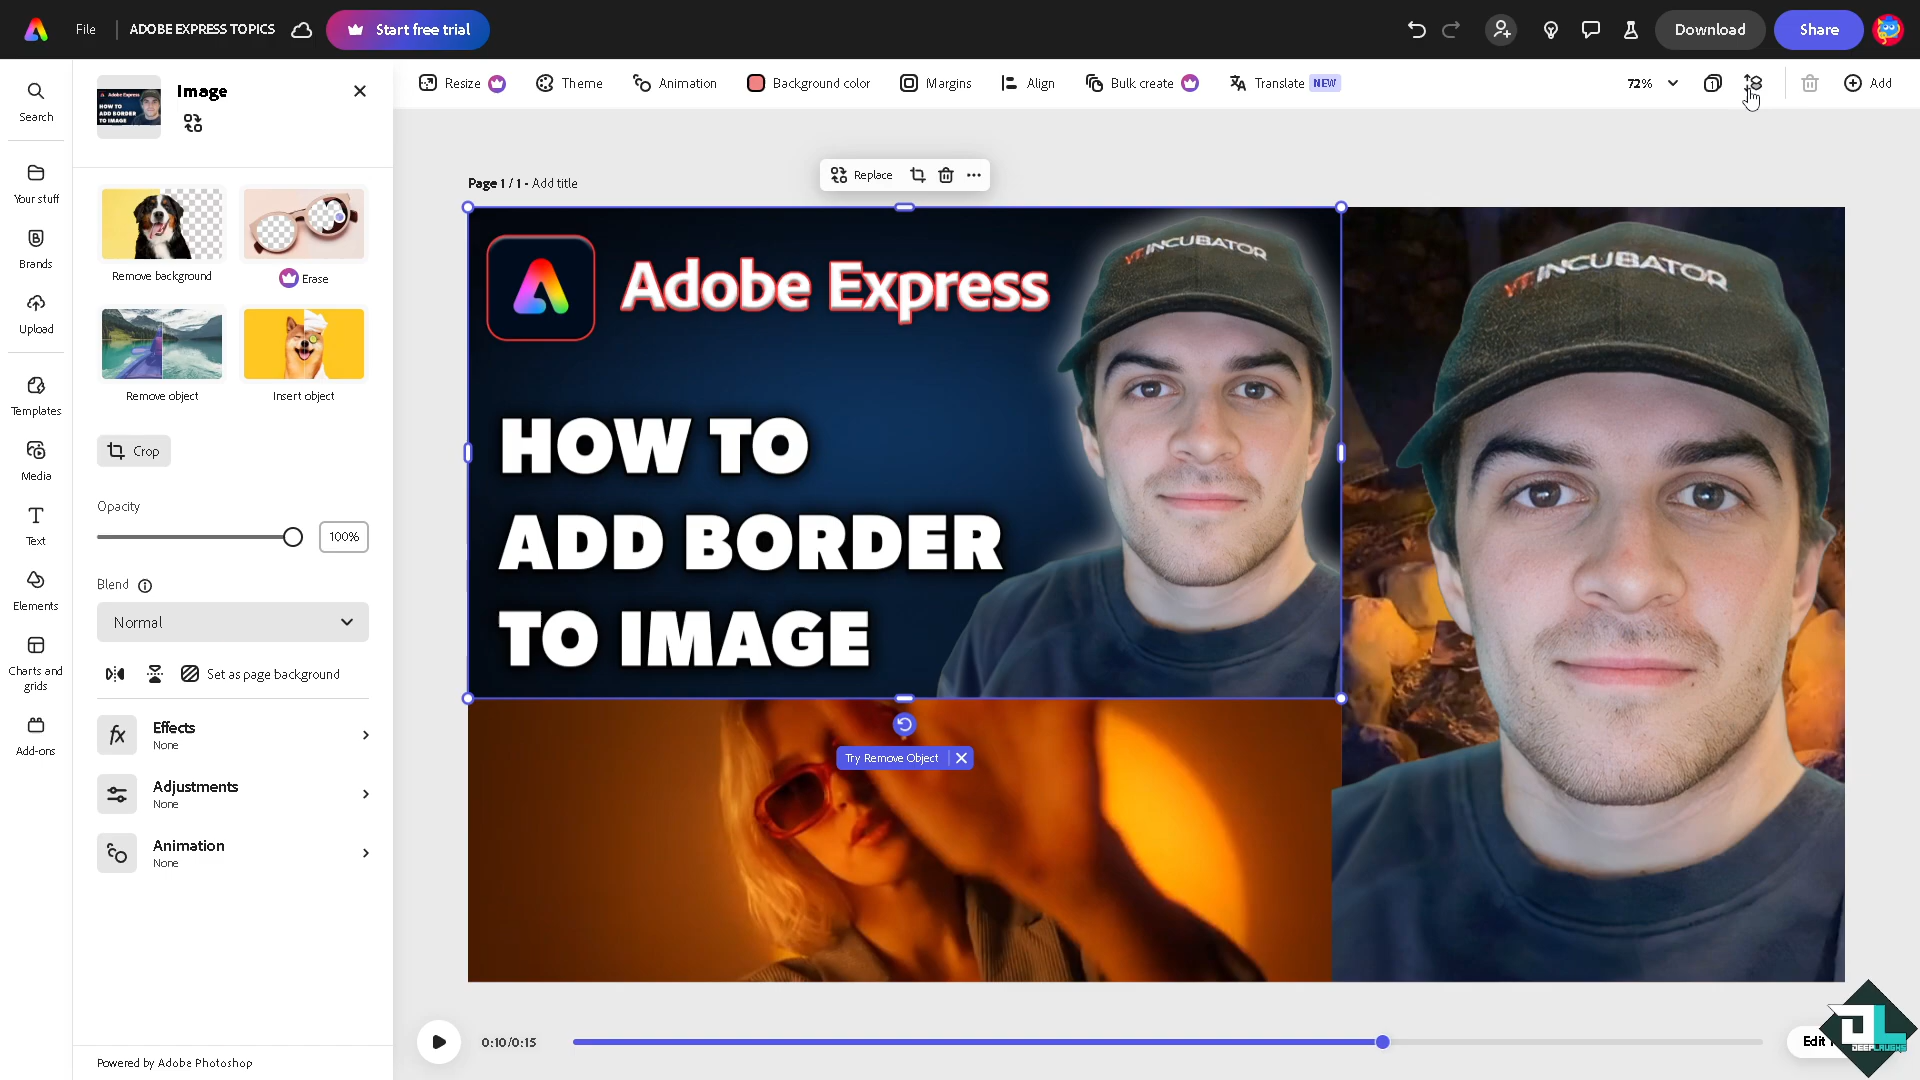 File
ADOBE EXPRESS TOPICS
Start free trial
Download
Share
Search
Your stuff
Brands
Upload
Templates
Media
Text
Elements
Charts and
grids
Add-ons
Image
Remove background
Erase
Remove object
Insert object
Crop
Opacity
100%
Blend
Normal
Set as page background
Effects
None
Adjustments
None
Animation
None
Powered by Adobe Photoshop
Resize
Theme
Animation
Background color
Margins
Align
Bulk create
Translate NEW
72%
1
Add
Page 1 / 1 - Add title
Replace
Adobe Express
HOW TO
ADD BORDER
TO IMAGE
YT INCUBATOR
YT INCUBATOR
Try Remove Object
0:10/0:15
Edit
DEEPLAUGHS